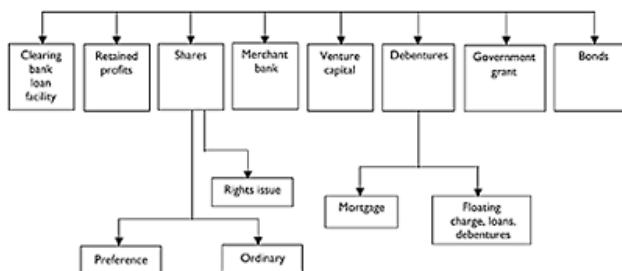 Clearing
bank
loan
facility
Retained
profits
Shares
Merchant
bank
Venture
capital
Debentures
Government
grant
Bonds
Rights issue
Mortgage
Floating
charge, loans,
debentures
Preference
Ordinary